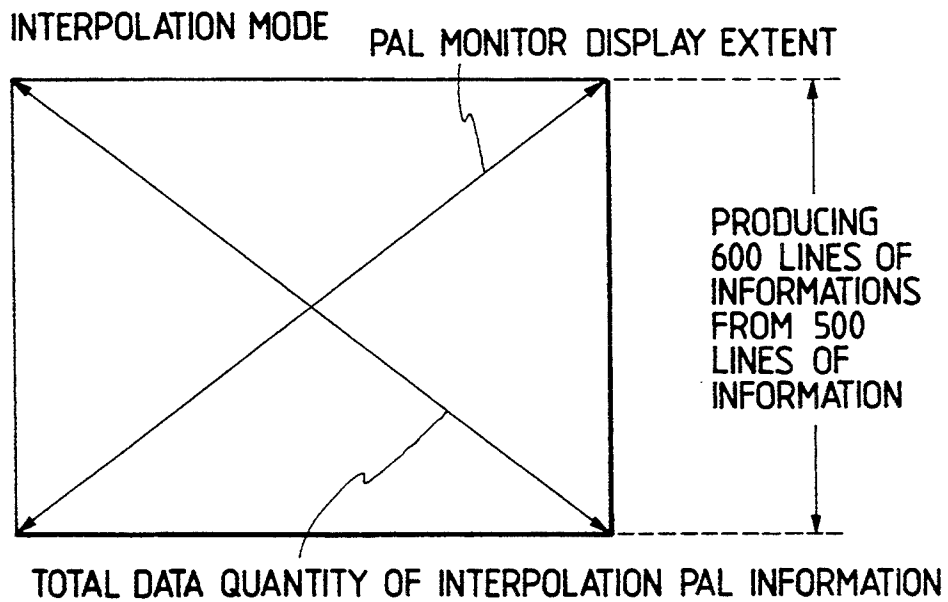 INTERPOLATION MODE
PAL MONITOR DISPLAY EXTENT
PRODUCING
600 LINES OF
INFORMATIONS
FROM 500
LINES OF
INFORMATION
TOTAL DATA QUANTITY OF INTERPOLATION PAL INFORMATION